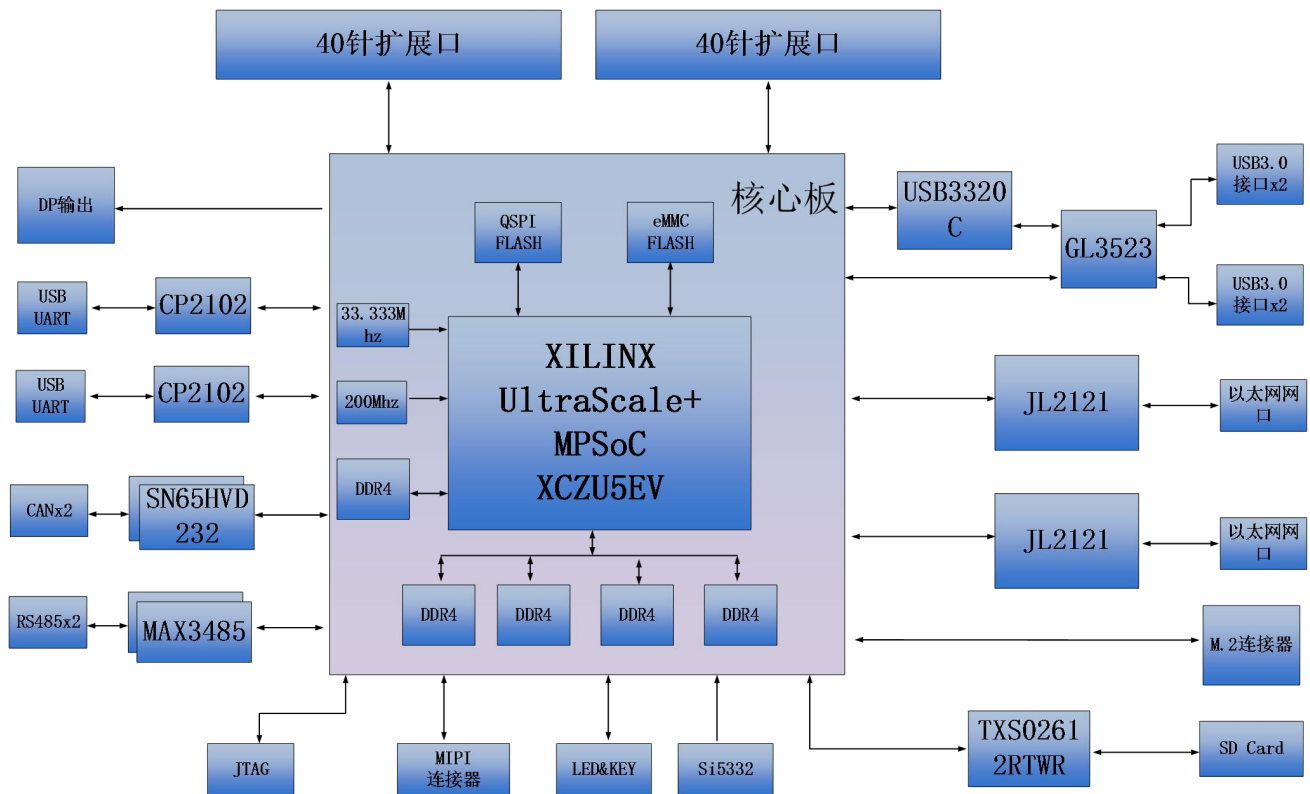 40针扩展口
40针扩展口
核心板
DP输出
QSPI
FLASH
eMMC
FLASH
USB3320
C
GL3523
USB3.0
接口x2
USB3.0
接口x2
USB
UART
CP2102
33.333M
hz
USB
UART
CP2102
200Mhz
XILINX
UltraScale+
MPSoC
XCZU5EV
JL2121
以太网网
口
CANx2
SN65HVD
232
DDR4
JL2121
以太网网
口
RS485x2
MAX3485
DDR4
DDR4
DDR4
DDR4
M.2连接器
JTAG
MIPI
连接器
LED&KEY
Si5332
TXS0261
2RTWR
SD Card